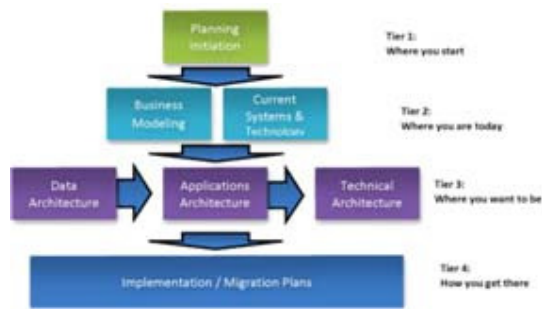 Planning
Initiation
Tier 1:
Where you start
Business
Modeling
Current
Systems &
Technology
Tier 2:
Where you are today
Data
Architecture
Applications
Architecture
Technical
Architecture
Tier 3:
Where you want to be
Implementation / Migration Plans
Tier 4:
How you get there